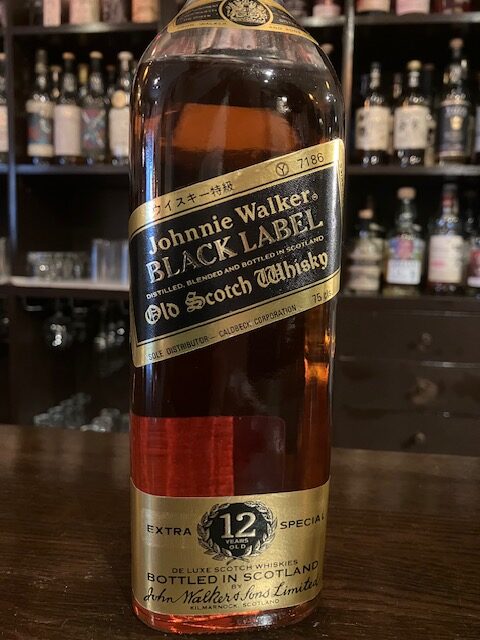 ウイスキー特級 Ⓨ 7186
Johnnie Walker®
BLACK LABEL
DISTILLED, BLENDED AND BOTTLED IN SCOTLAND
Old Scotch Whisky
SOLE DISTRIBUTOR — CALDBECK CORPORATION 75 cls
EXTRA 12 SPECIAL
YEARS
OLD
DE LUXE SCOTCH WHISKIES
BOTTLED IN SCOTLAND
BY
John Walker & Sons Limited
KILMARNOCK, SCOTLAND